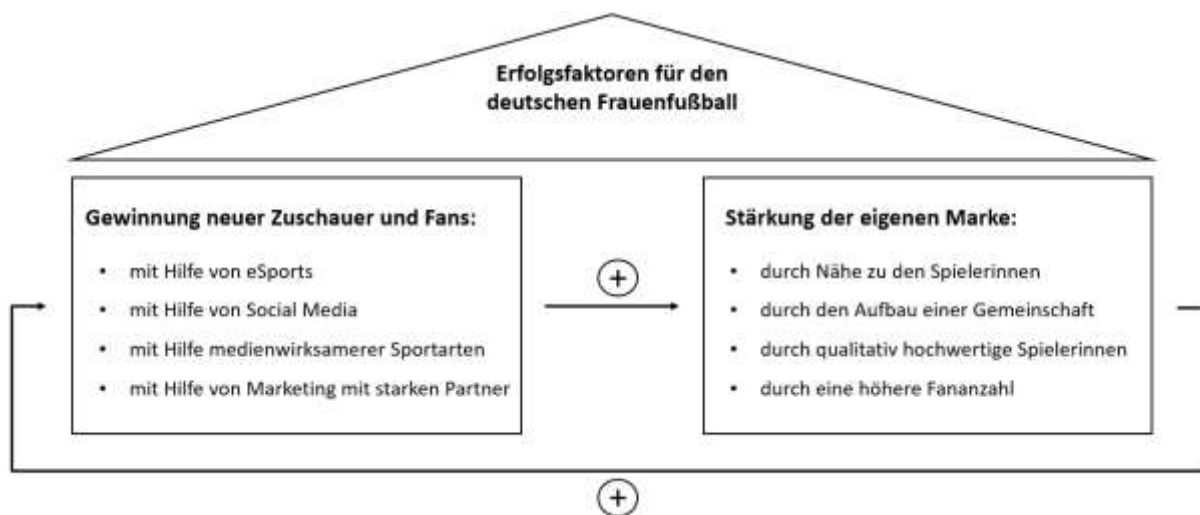 Erfolgsfaktoren für den
deutschen Frauenfußball
Gewinnung neuer Zuschauer und Fans:
• mit Hilfe von eSports
• mit Hilfe von Social Media
• mit Hilfe medienwirksamerer Sportarten
• mit Hilfe von Marketing mit starken Partner
+
Stärkung der eigenen Marke:
• durch Nähe zu den Spielerinnen
• durch den Aufbau einer Gemeinschaft
• durch qualitativ hochwertige Spielerinnen
• durch eine höhere Fananzahl
+